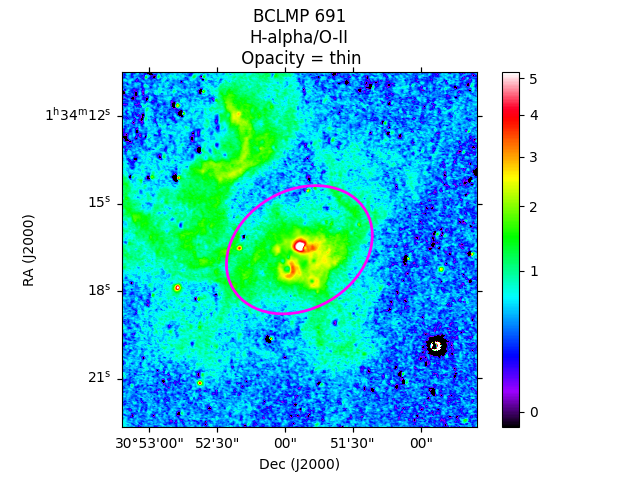 BCLMP 691
H-alpha/O-II
Opacity = thin
1ʰ34ᵐ12ˢ
15ˢ
18ˢ
21ˢ
RA (J2000)
30°53'00" 52'30" 00" 51'30" 00"
Dec (J2000)
5
4
3
2
1
0